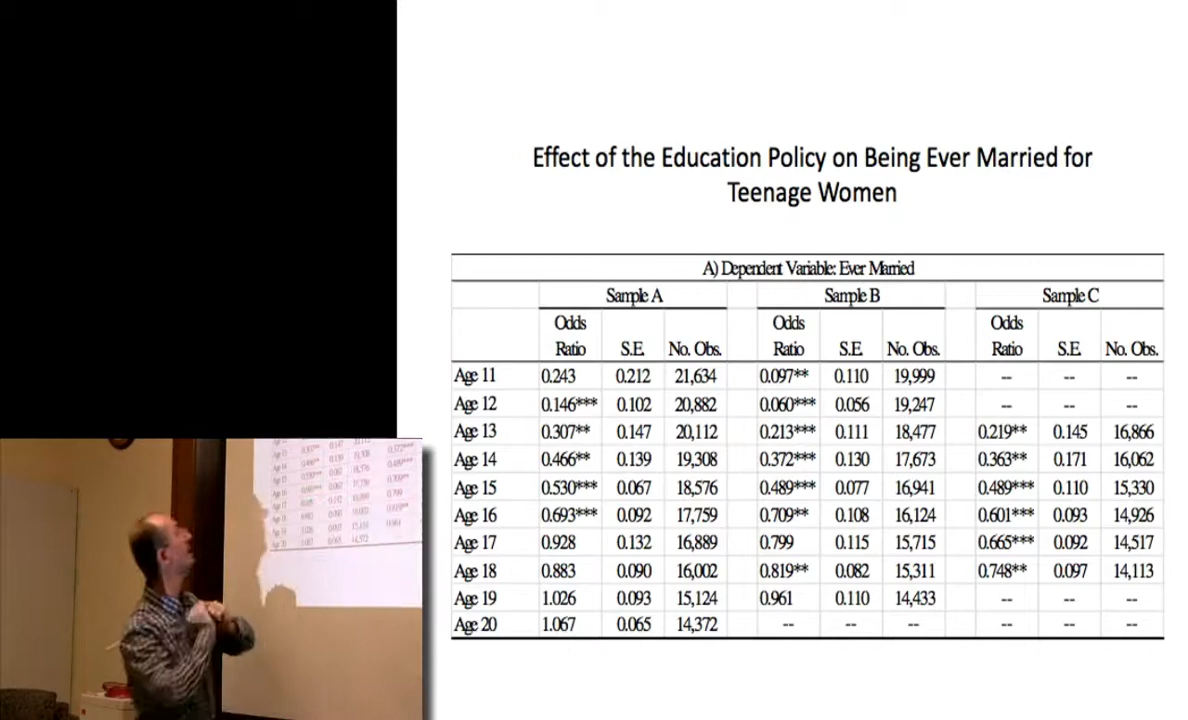 Effect of the Education Policy on Being Ever Married for
Teenage Women
A) Dependent Variable: Ever Married
Sample A Sample B Sample C
Odds Odds Odds
Ratio S.E. No. Obs. Ratio S.E. No. Obs. Ratio S.E. No. Obs.
Age 11 0.243 0.212 21,634 0.097** 0.110 19,999 -- -- --
Age 12 0.146*** 0.102 20,882 0.060*** 0.056 19,247 -- -- --
Age 13 0.307** 0.147 20,112 0.213*** 0.111 18,477 0.219** 0.145 16,866
Age 14 0.466** 0.139 19,308 0.372*** 0.130 17,673 0.363** 0.171 16,062
Age 15 0.530*** 0.067 18,576 0.489*** 0.077 16,941 0.489*** 0.110 15,330
Age 16 0.693*** 0.092 17,759 0.709** 0.108 16,124 0.601*** 0.093 14,926
Age 17 0.928 0.132 16,889 0.799 0.115 15,715 0.665*** 0.092 14,517
Age 18 0.883 0.090 16,002 0.819** 0.082 15,311 0.748** 0.097 14,113
Age 19 1.026 0.093 15,124 0.961 0.110 14,433 -- -- --
Age 20 1.067 0.065 14,372 -- -- -- -- -- --